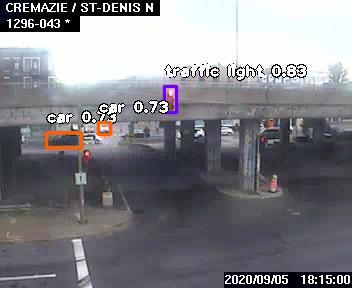 CREMAZIE / ST-DENIS N
1296-043 *
traffic light 0.83
car 0.73
car 0.73
2020/09/05 18:15:00